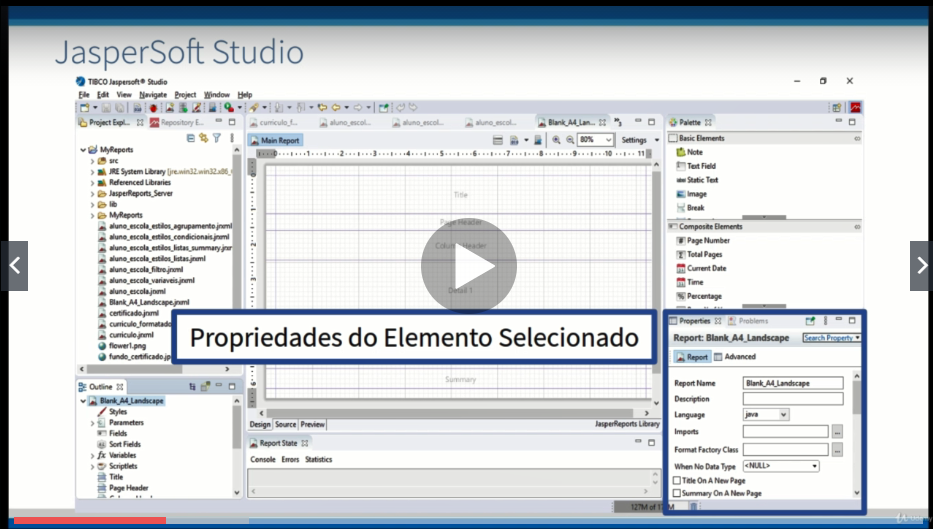 JasperSoft Studio
TIBCO Jaspersoft® Studio
File Edit View Navigate Project Window Help
Project Expl... Repository E...
curriculo_f... aluno_escol... aluno_escol... aluno_escol... Blank_A4_Lan...
Palette
Main Report
80% Settings
MyReports
src
JRE System Library [jre.win32.win32.x86_
Referenced Libraries
JasperReports_Server
lib
MyReports
aluno_escola_estilos_agrupamento.jrxml
aluno_escola_estilos_condicionais.jrxml
aluno_escola_estilos_listas_summary.jrxr
aluno_escola_estilos_listas.jrxml
aluno_escola_filtro.jrxml
aluno_escola_variaveis.jrxml
aluno_escola.jrxml
Blank_A4_Landscape.jrxml
certificado.jrxml
curriculo_formatado
curriculo.jrxml
flower1.png
fundo_certificado.jp
Title
Page Header
Column Header
Detail 1
Summary
Basic Elements
Note
Text Field
Static Text
Image
Break
Composite Elements
Page Number
Total Pages
Current Date
Time
Percentage
Propriedades do Elemento Selecionado
Properties Problems
Report: Blank_A4_Landscape Search Property
Report Advanced
Report Name Blank_A4_Landscape
Description
Language java
Imports ...
Format Factory Class ...
When No Data Type <NULL>
Title On A New Page
Summary On A New Page
Outline
Blank_A4_Landscape
Styles
Parameters
Fields
Sort Fields
fx Variables
Scriptlets
Title
Page Header
Design Source Preview JasperReports Library
Report State
Console Errors Statistics